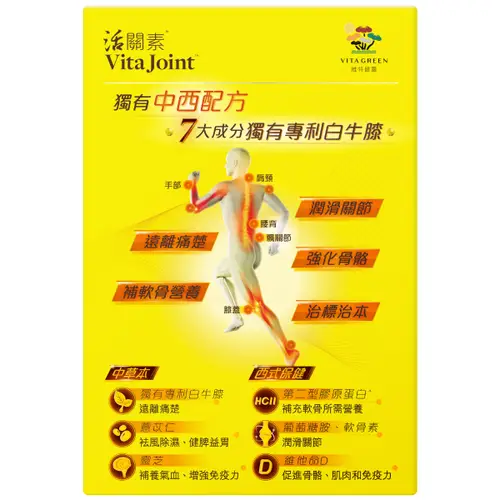 活關素™
Vita Joint™
VITAGREEN
維特健靈
獨有中西配方
7大成分獨有專利白牛膝
手部
肩頸
腰背
髖關節
膝蓋
潤滑關節
遠離痛楚
強化骨骼
補軟骨營養
治標治本
中草本
獨有專利白牛膝
遠離痛楚
薏苡仁
祛風除濕、健脾益胃
靈芝
補養氣血、增強免疫力
西式保健
HCII
第二型膠原蛋白^
補充軟骨所需營養
葡萄糖胺、軟骨素
潤滑關節
D
維他命D
促進骨骼、肌肉和免疫力